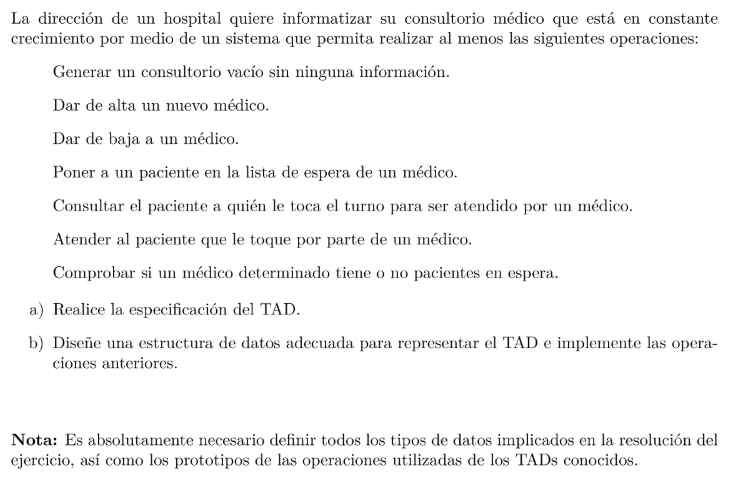 La dirección de un hospital quiere informatizar su consultorio médico que está en constante
crecimiento por medio de un sistema que permita realizar al menos las siguientes operaciones:
Generar un consultorio vacío sin ninguna información.
Dar de alta un nuevo médico.
Dar de baja a un médico.
Poner a un paciente en la lista de espera de un médico.
Consultar el paciente a quién le toca el turno para ser atendido por un médico.
Atender al paciente que le toque por parte de un médico.
Comprobar si un médico determinado tiene o no pacientes en espera.
a) Realice la especificación del TAD.
b) Diseñe una estructura de datos adecuada para representar el TAD e implemente las opera-
ciones anteriores.
Nota: Es absolutamente necesario definir todos los tipos de datos implicados en la resolución del
ejercicio, así como los prototipos de las operaciones utilizadas de los TADs conocidos.